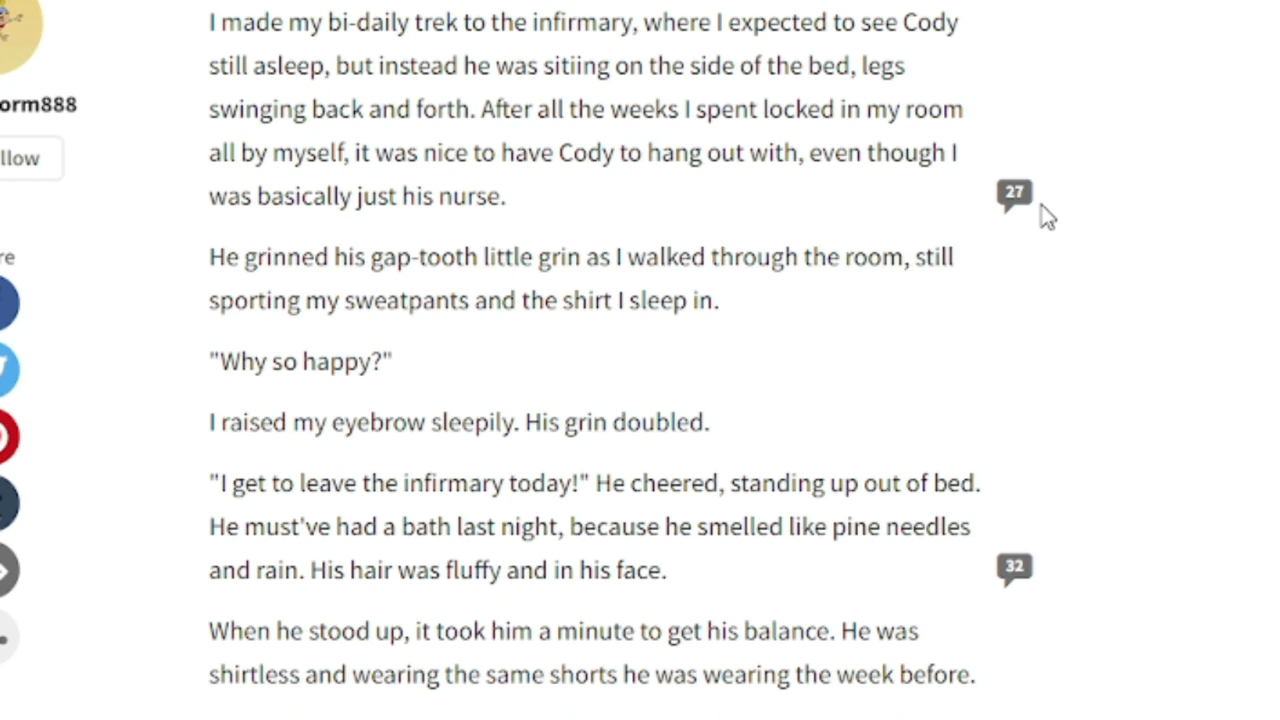 I made my bi-daily trek to the infirmary, where I expected to see Cody
still asleep, but instead he was sitiing on the side of the bed, legs
orm888
swinging back and forth. After all the weeks I spent locked in my room
llow
all by myself, it was nice to have Cody to hang out with, even though I
was basically just his nurse.
27
re
He grinned his gap-tooth little grin as I walked through the room, still
sporting my sweatpants and the shirt I sleep in.
"Why so happy?"
I raised my eyebrow sleepily. His grin doubled.
"I get to leave the infirmary today!" He cheered, standing up out of bed.
He must've had a bath last night, because he smelled like pine needles
and rain. His hair was fluffy and in his face.
32
When he stood up, it took him a minute to get his balance. He was
shirtless and wearing the same shorts he was wearing the week before.